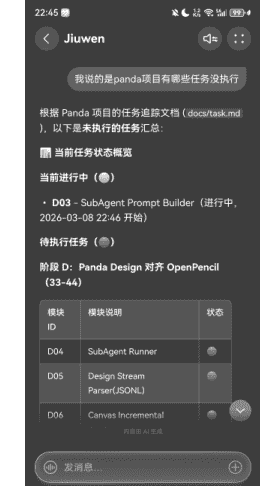 22:45
99+
Jiuwen
我说的是panda项目有哪些任务没执行
根据 Panda 项目的任务追踪文档 ( docs/task.md
), 以下是未执行的任务汇总:
当前任务状态概览
当前进行中 ( )
• D03 - SubAgent Prompt Builder（进行中,
2026-03-08 22:46 开始）
待执行任务 ( )
阶段 D: Panda Design 对齐 OpenPencil
（33-44）
模块 模块说明 状态
ID
D04 SubAgent Runner
D05 Design Stream
Parser(JSONL)
D06 Canvas Incremental
内容由 AI 生成
发消息...